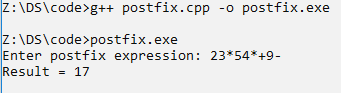 Z:\DS\code>g++ postfix.cpp -o postfix.exe
Z:\DS\code>postfix.exe
Enter postfix expression: 23*54*+9-
Result = 17